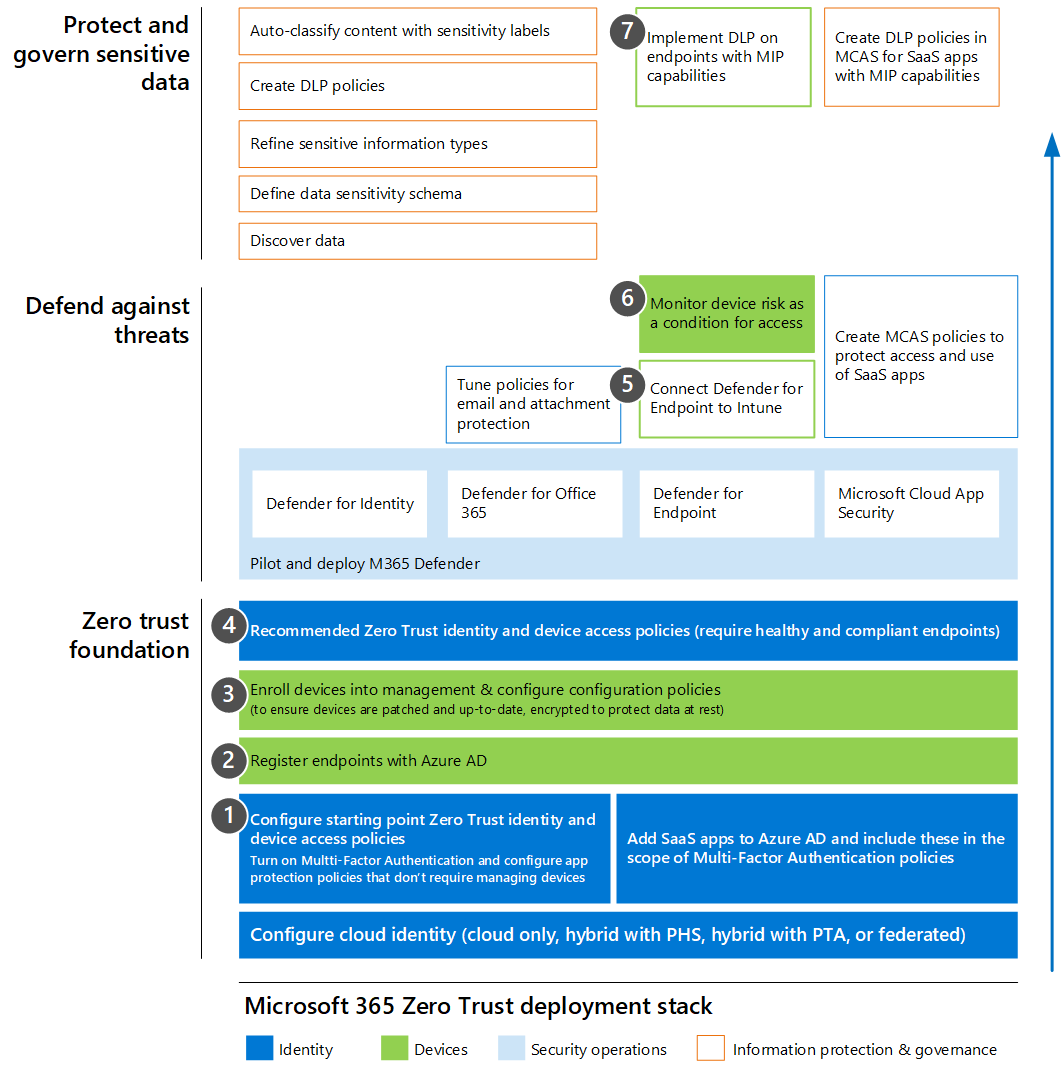 Protect and
govern sensitive
data
Auto-classify content with sensitivity labels
Create DLP policies
Refine sensitive information types
Define data sensitivity schema
Discover data
7
Implement DLP on
endpoints with MIP
capabilities
Create DLP policies in
MCAS for SaaS apps
with MIP capabilities
Defend against
threats
6
Monitor device risk as
a condition for access
Create MCAS policies to
protect access and use
of SaaS apps
Tune policies for
email and attachment
protection
5
Connect Defender for
Endpoint to Intune
Defender for Identity
Defender for Office
365
Defender for
Endpoint
Microsoft Cloud App
Security
Pilot and deploy M365 Defender
Zero trust
foundation
4
Recommended Zero Trust identity and device access policies (require healthy and compliant endpoints)
3
Enroll devices into management & configure configuration policies
(to ensure devices are patched and up-to-date, encrypted to protect data at rest)
2
Register endpoints with Azure AD
1
Configure starting point Zero Trust identity and
device access policies
Turn on Multti-Factor Authentication and configure app
protection policies that don’t require managing devices
Add SaaS apps to Azure AD and include these in the
scope of Multi-Factor Authentication policies
Configure cloud identity (cloud only, hybrid with PHS, hybrid with PTA, or federated)
Microsoft 365 Zero Trust deployment stack
Identity
Devices
Security operations
Information protection & governance